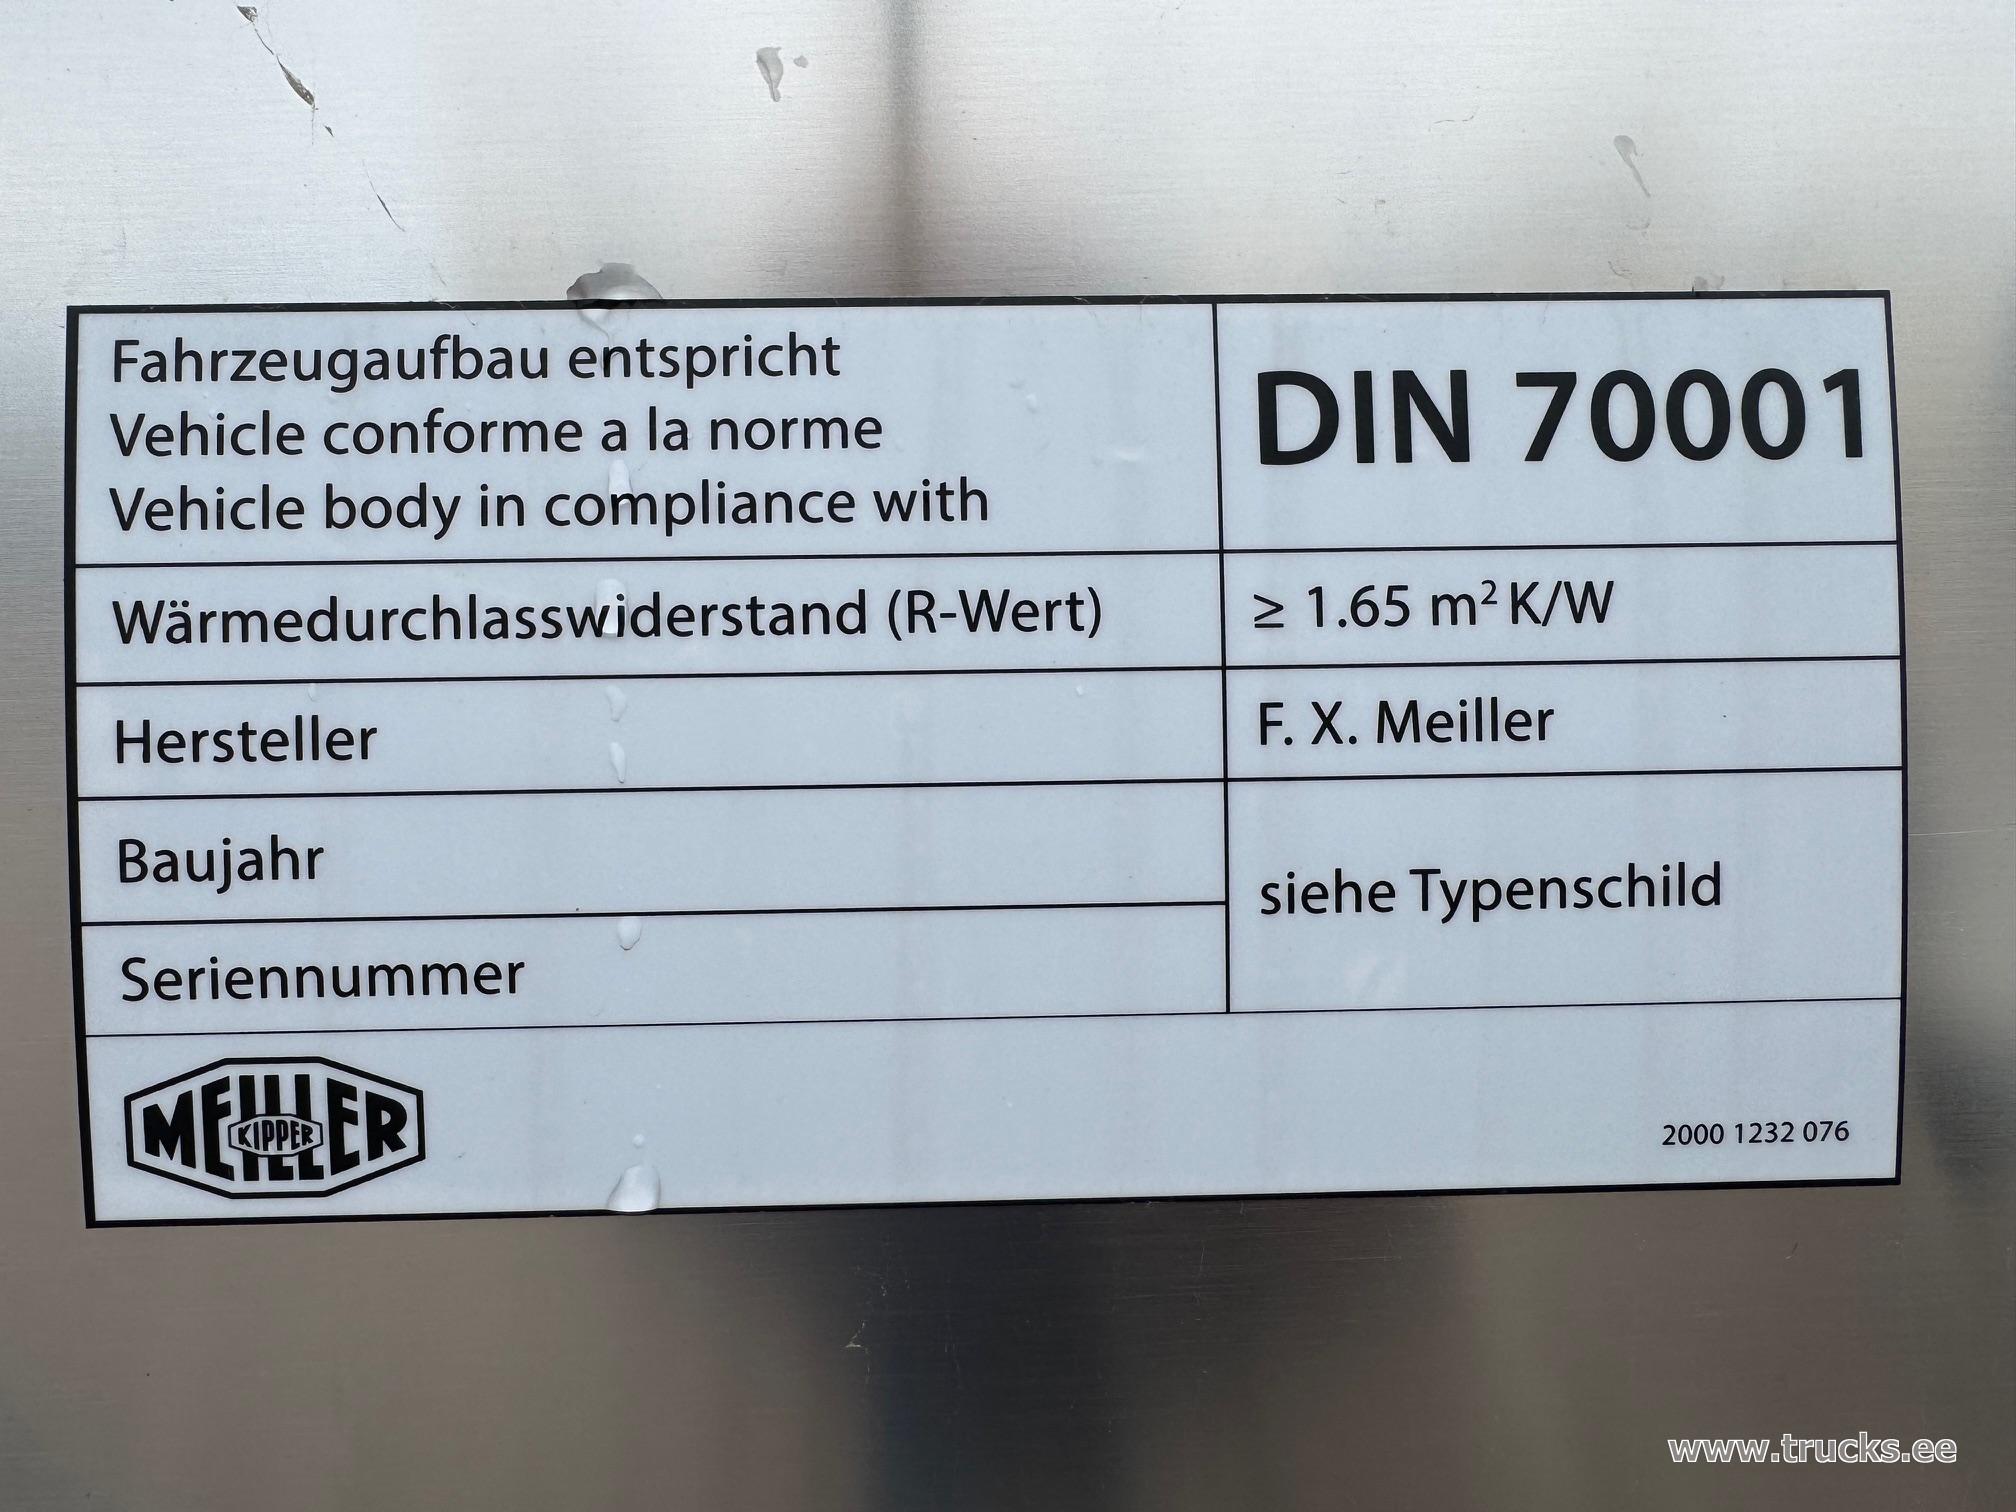 Fahrzeugaufbau entspricht
Vehicle conforme a la norme
Vehicle body in compliance with
DIN 70001
Wärmedurchlasswiderstand (R-Wert)
≥ 1.65 m² K/W
Hersteller
F. X. Meiller
Baujahr
Seriennummer
siehe Typenschild
MEILLER
KIPPER
2000 1232 076
www.trucks.ee